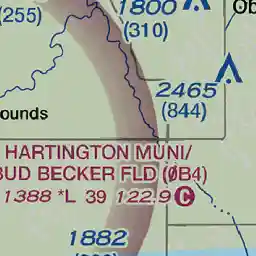 1800
(255)
(310)
Ob
2465
(844)
ounds
HARTINGTON MUNI/
BUD BECKER FLD (ØB4)
1388 *L 39 122.9 C
1882